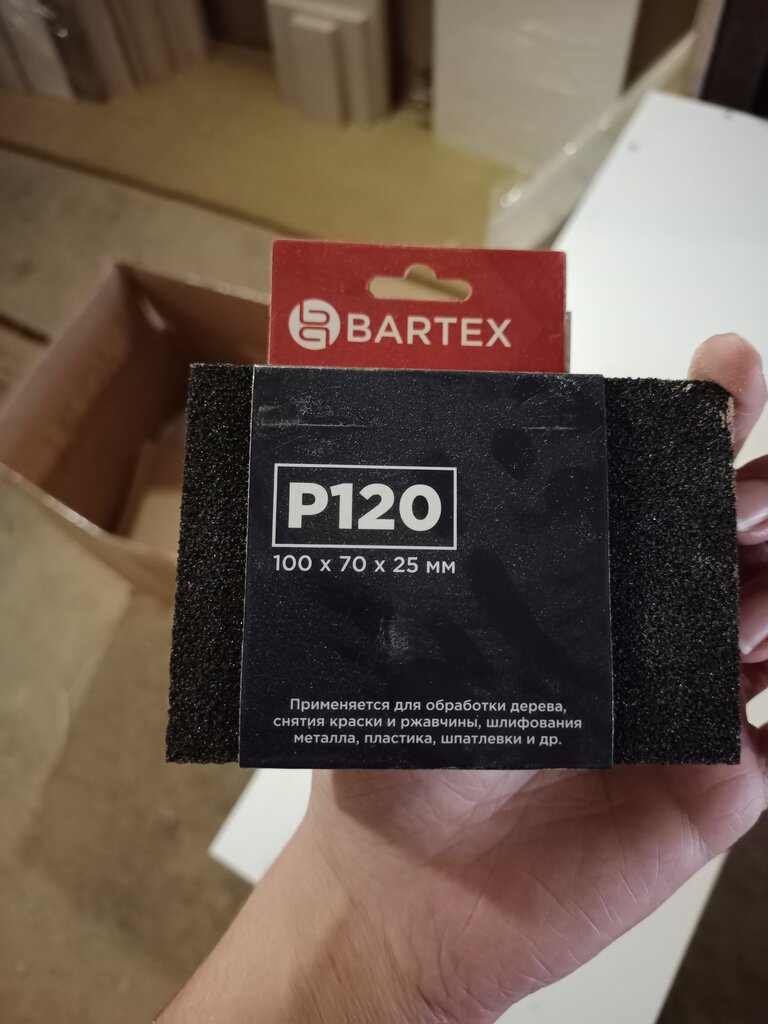 BARTEX
P120
100 x 70 x 25 мм
Применяется для обработки дерева,
снятия краски и ржавчины, шлифования
металла, пластика, шпатлевки и др.